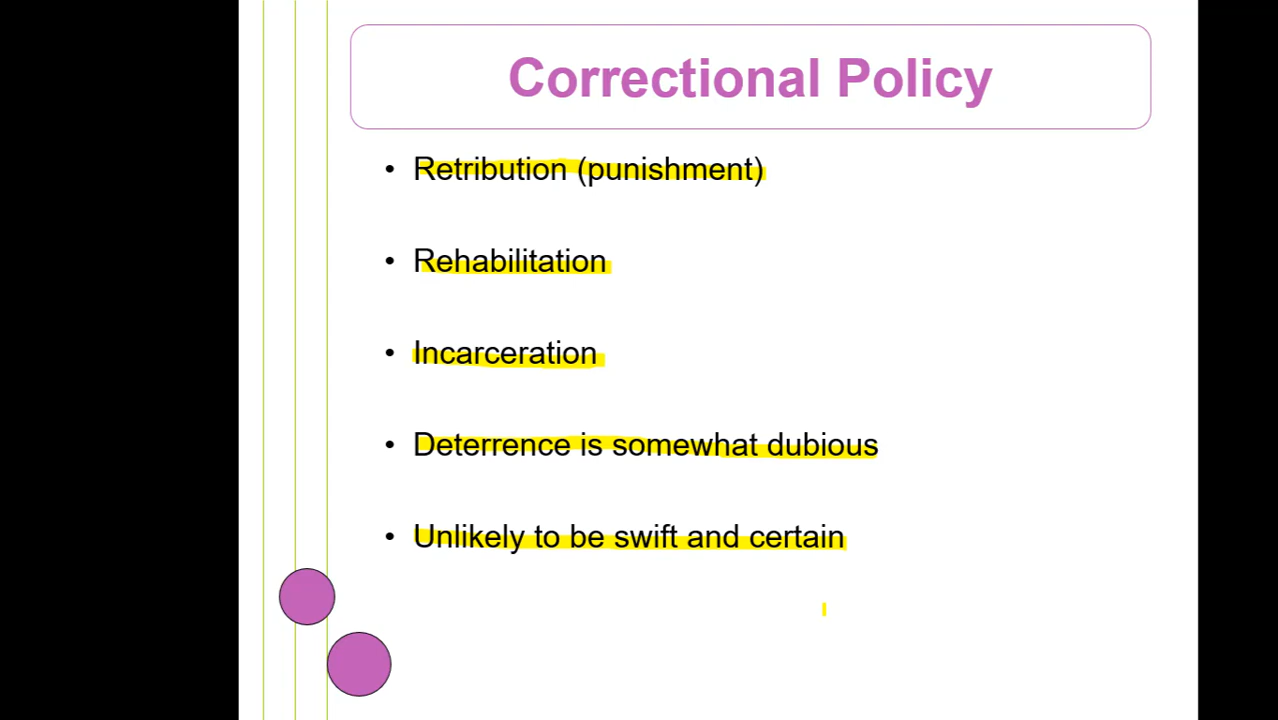 Correctional Policy
• Retribution (punishment)
• Rehabilitation
• Incarceration
• Deterrence is somewhat dubious
• Unlikely to be swift and certain